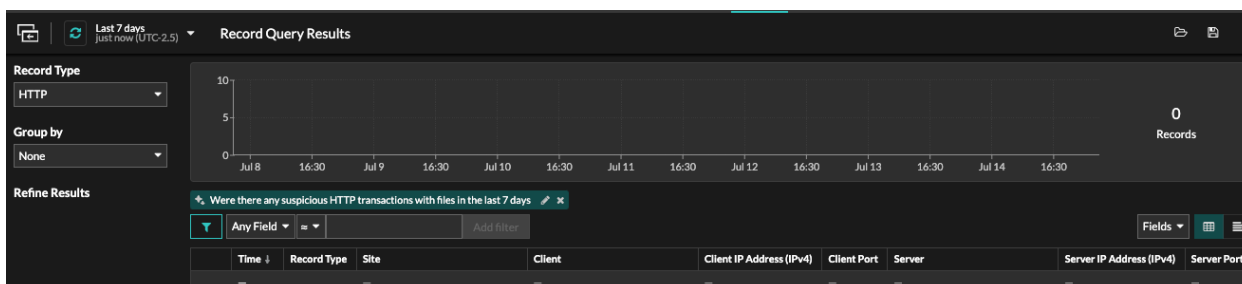 Last 7 days
just now (UTC-2.5)
Record Query Results
Record Type
HTTP
Group by
None
Refine Results
10
5
0
Jul 8 16:30 Jul 9 16:30 Jul 10 16:30 Jul 11 16:30 Jul 12 16:30 Jul 13 16:30 Jul 14 16:30
0
Records
Were there any suspicious HTTP transactions with files in the last 7 days
Any Field ≈ Add filter
Fields
Time ↓ Record Type Site Client Client IP Address (IPv4) Client Port Server Server IP Address (IPv4) Server Port